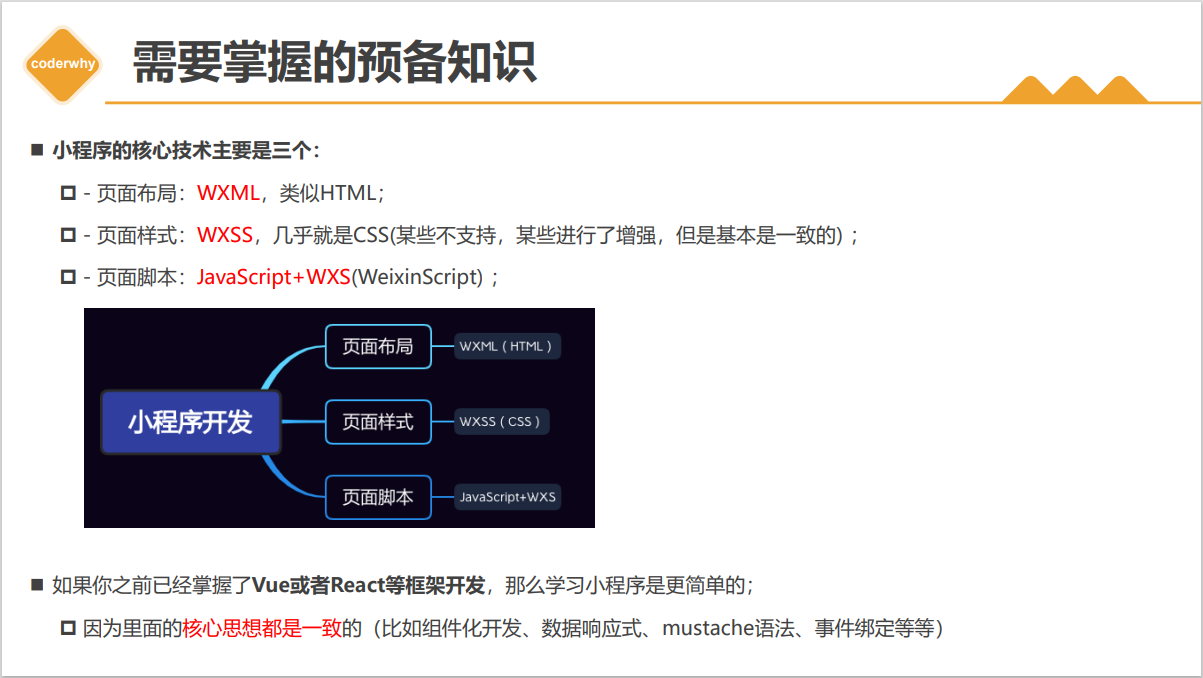 coderwhy
需要掌握的预备知识
小程序的核心技术主要是三个：
- 页面布局：WXML，类似HTML；
- 页面样式：WXSS，几乎就是CSS(某些不支持，某些进行了增强，但是基本是一致的) ；
- 页面脚本：JavaScript+WXS(WeixinScript) ；
页面布局 WXML ( HTML )
小程序开发 页面样式 WXSS ( CSS )
页面脚本 JavaScript+WXS
如果你之前已经掌握了Vue或者React等框架开发，那么学习小程序是更简单的；
因为里面的核心思想都是一致的（比如组件化开发、数据响应式、mustache语法、事件绑定等等）